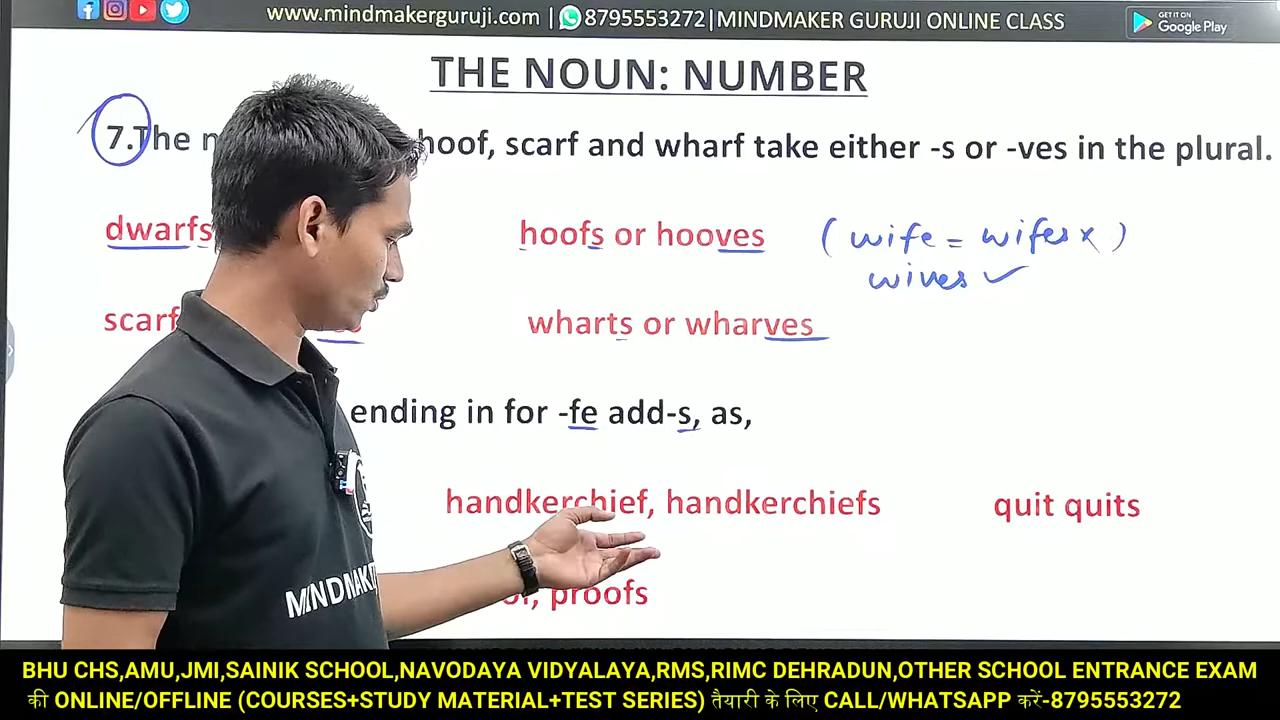 www.mindmakerguruji.com | 8795553272|MINDMAKER GURUJI ONLINE CLASS
GET IT ON
Google Play
THE NOUN: NUMBER
7.The hoof, scarf and wharf take either -s or -ves in the plural.
dwarfs hoofs or hooves (wife = wifes x)
wives ✓
scarf wharts or wharves
ending in for -fe add-s, as,
handkerchief, handkerchiefs quit quits
proofs
MINDMAK
BHU CHS,AMU,JMI,SAINIK SCHOOL,NAVODAYA VIDYALAYA,RMS,RIMC DEHRADUN,OTHER SCHOOL ENTRANCE EXAM
की ONLINE/OFFLINE (COURSES+STUDY MATERIAL+TEST SERIES) तैयारी के लिए CALL/WHATSAPP करें-8795553272